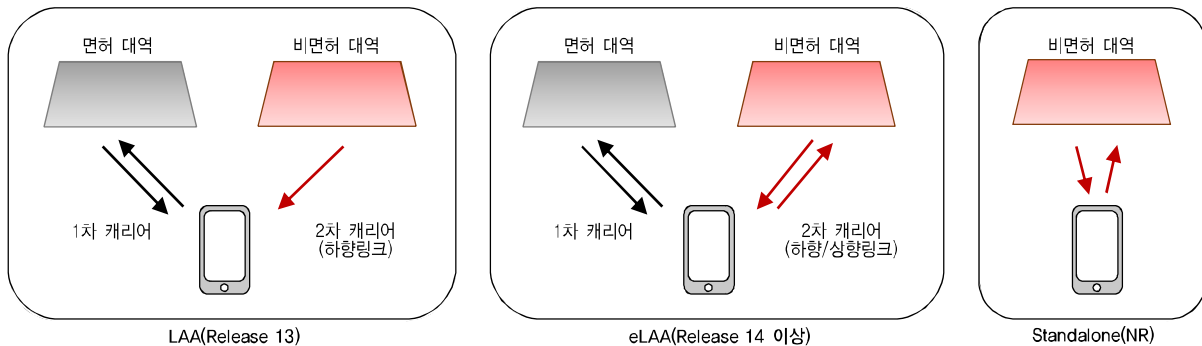 면허 대역
비면허 대역
1차 캐리어
2차 캐리어
(하향링크)
LAA(Release 13)
면허 대역
비면허 대역
1차 캐리어
2차 캐리어
(하향/상향링크)
eLAA(Release 14 이상)
비면허 대역
Standalone(NR)